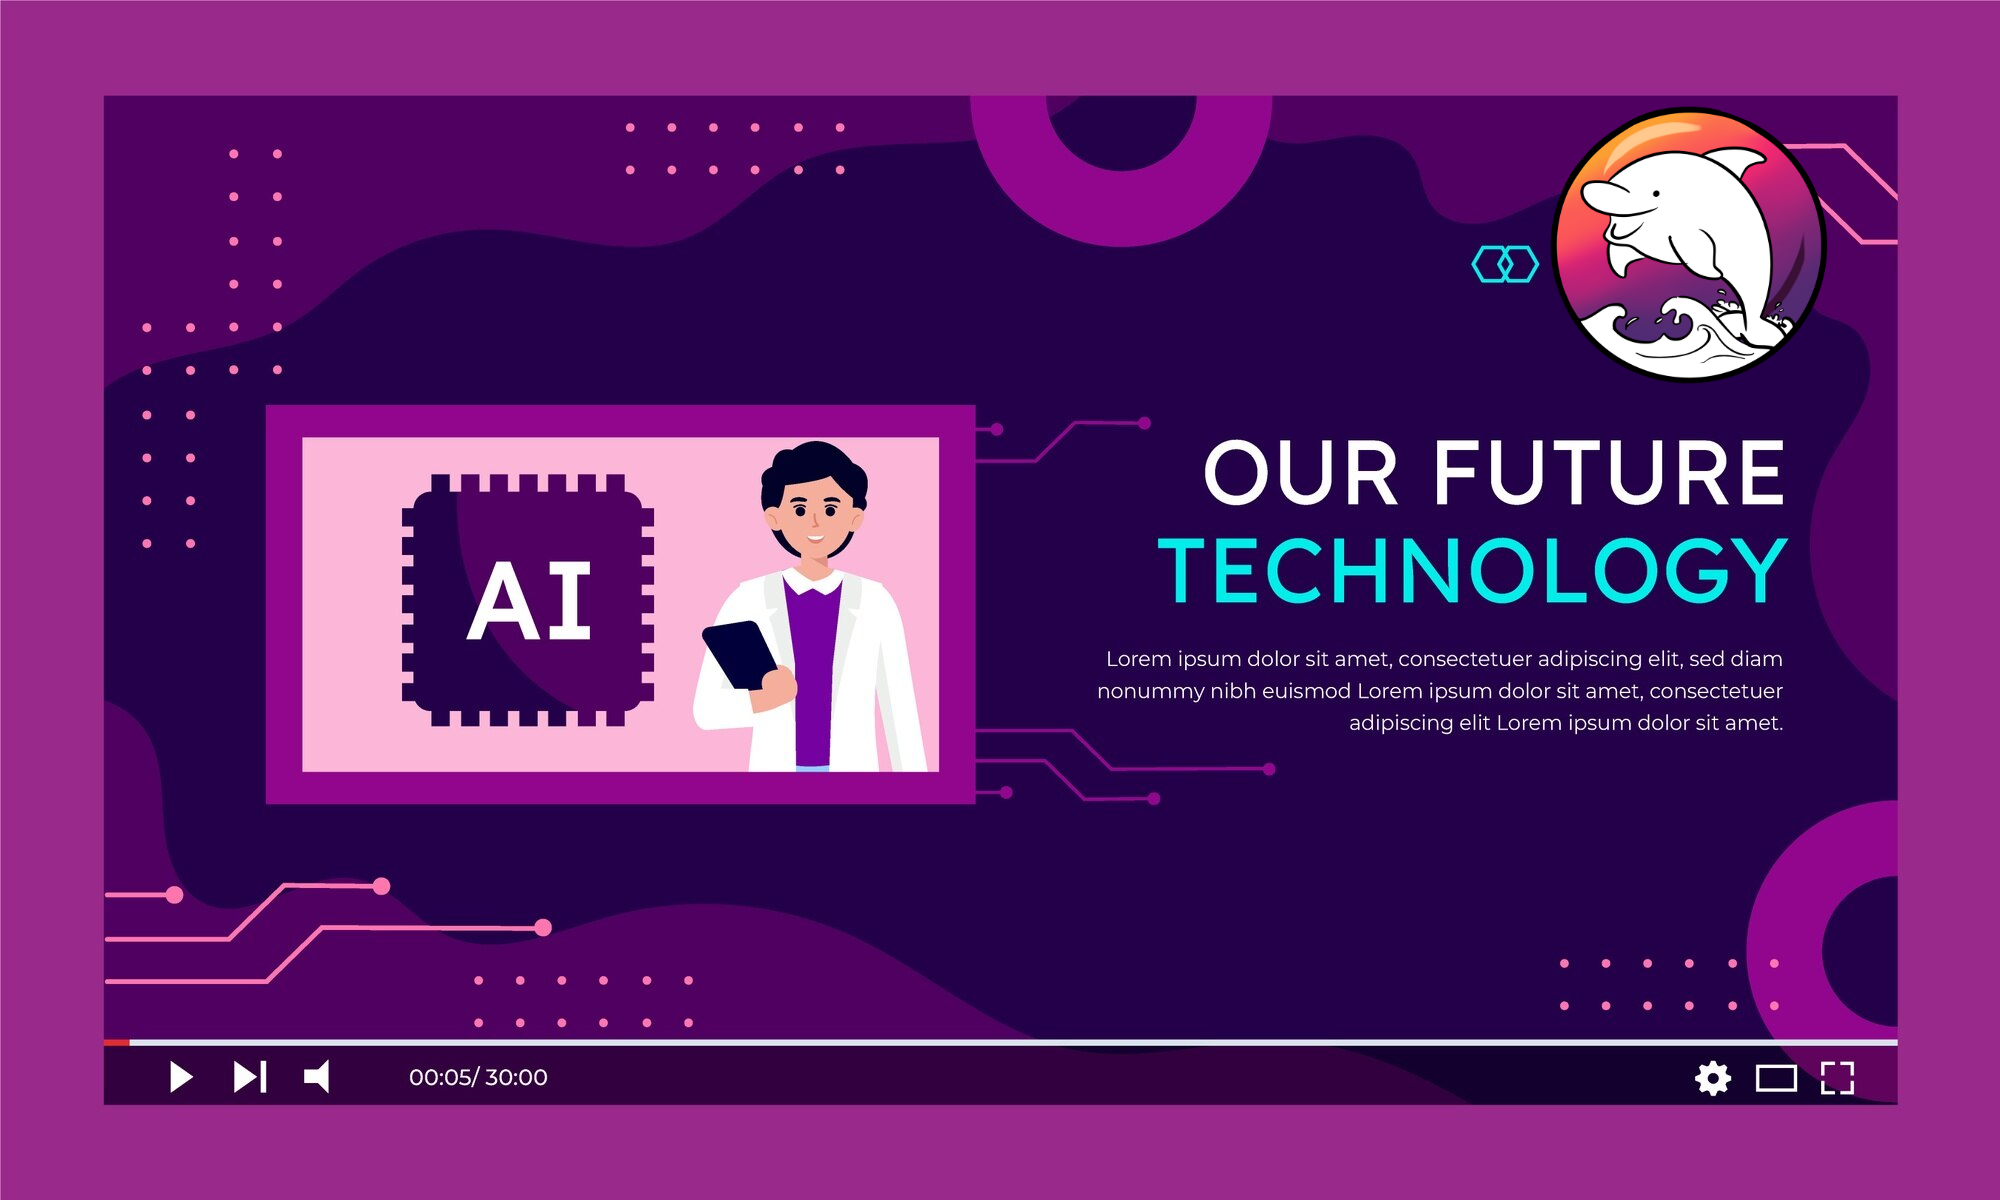 AI
OUR FUTURE
TECHNOLOGY
Lorem ipsum dolor sit amet, consectetuer adipiscing elit, sed diam
nonummy nibh euismod Lorem ipsum dolor sit amet, consectetuer
adipiscing elit Lorem ipsum dolor sit amet.
00:05/ 30:00